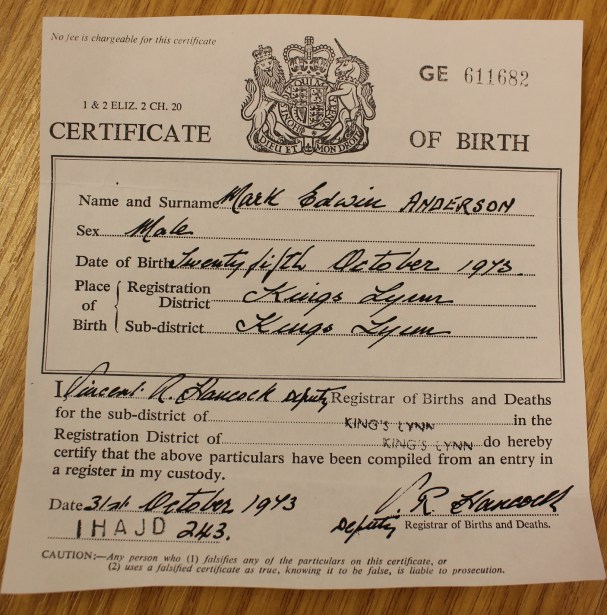 No fee is chargeable for this certificate
GE 611682
1 & 2 ELIZ. 2 CH. 20
CERTIFICATE OF BIRTH
Name and Surname Mark Edwin ANDERSON
Sex Male
Date of Birth Twenty fifth October 1973
Place of Birth { Registration District Kings Lynn
Sub-district Kings Lynn
I Vincent R. Hancock Deputy Registrar of Births and Deaths
for the sub-district of KING'S LYNN in the
Registration District of KING'S LYNN do hereby
certify that the above particulars have been compiled from an entry in
a register in my custody.
Date 31st October 1973 V. R. Hancock
1HAJD 243. Deputy Registrar of Births and Deaths.
CAUTION:—Any person who (1) falsifies any of the particulars on this certificate, or
(2) uses a falsified certificate as true, knowing it to be false, is liable to prosecution.